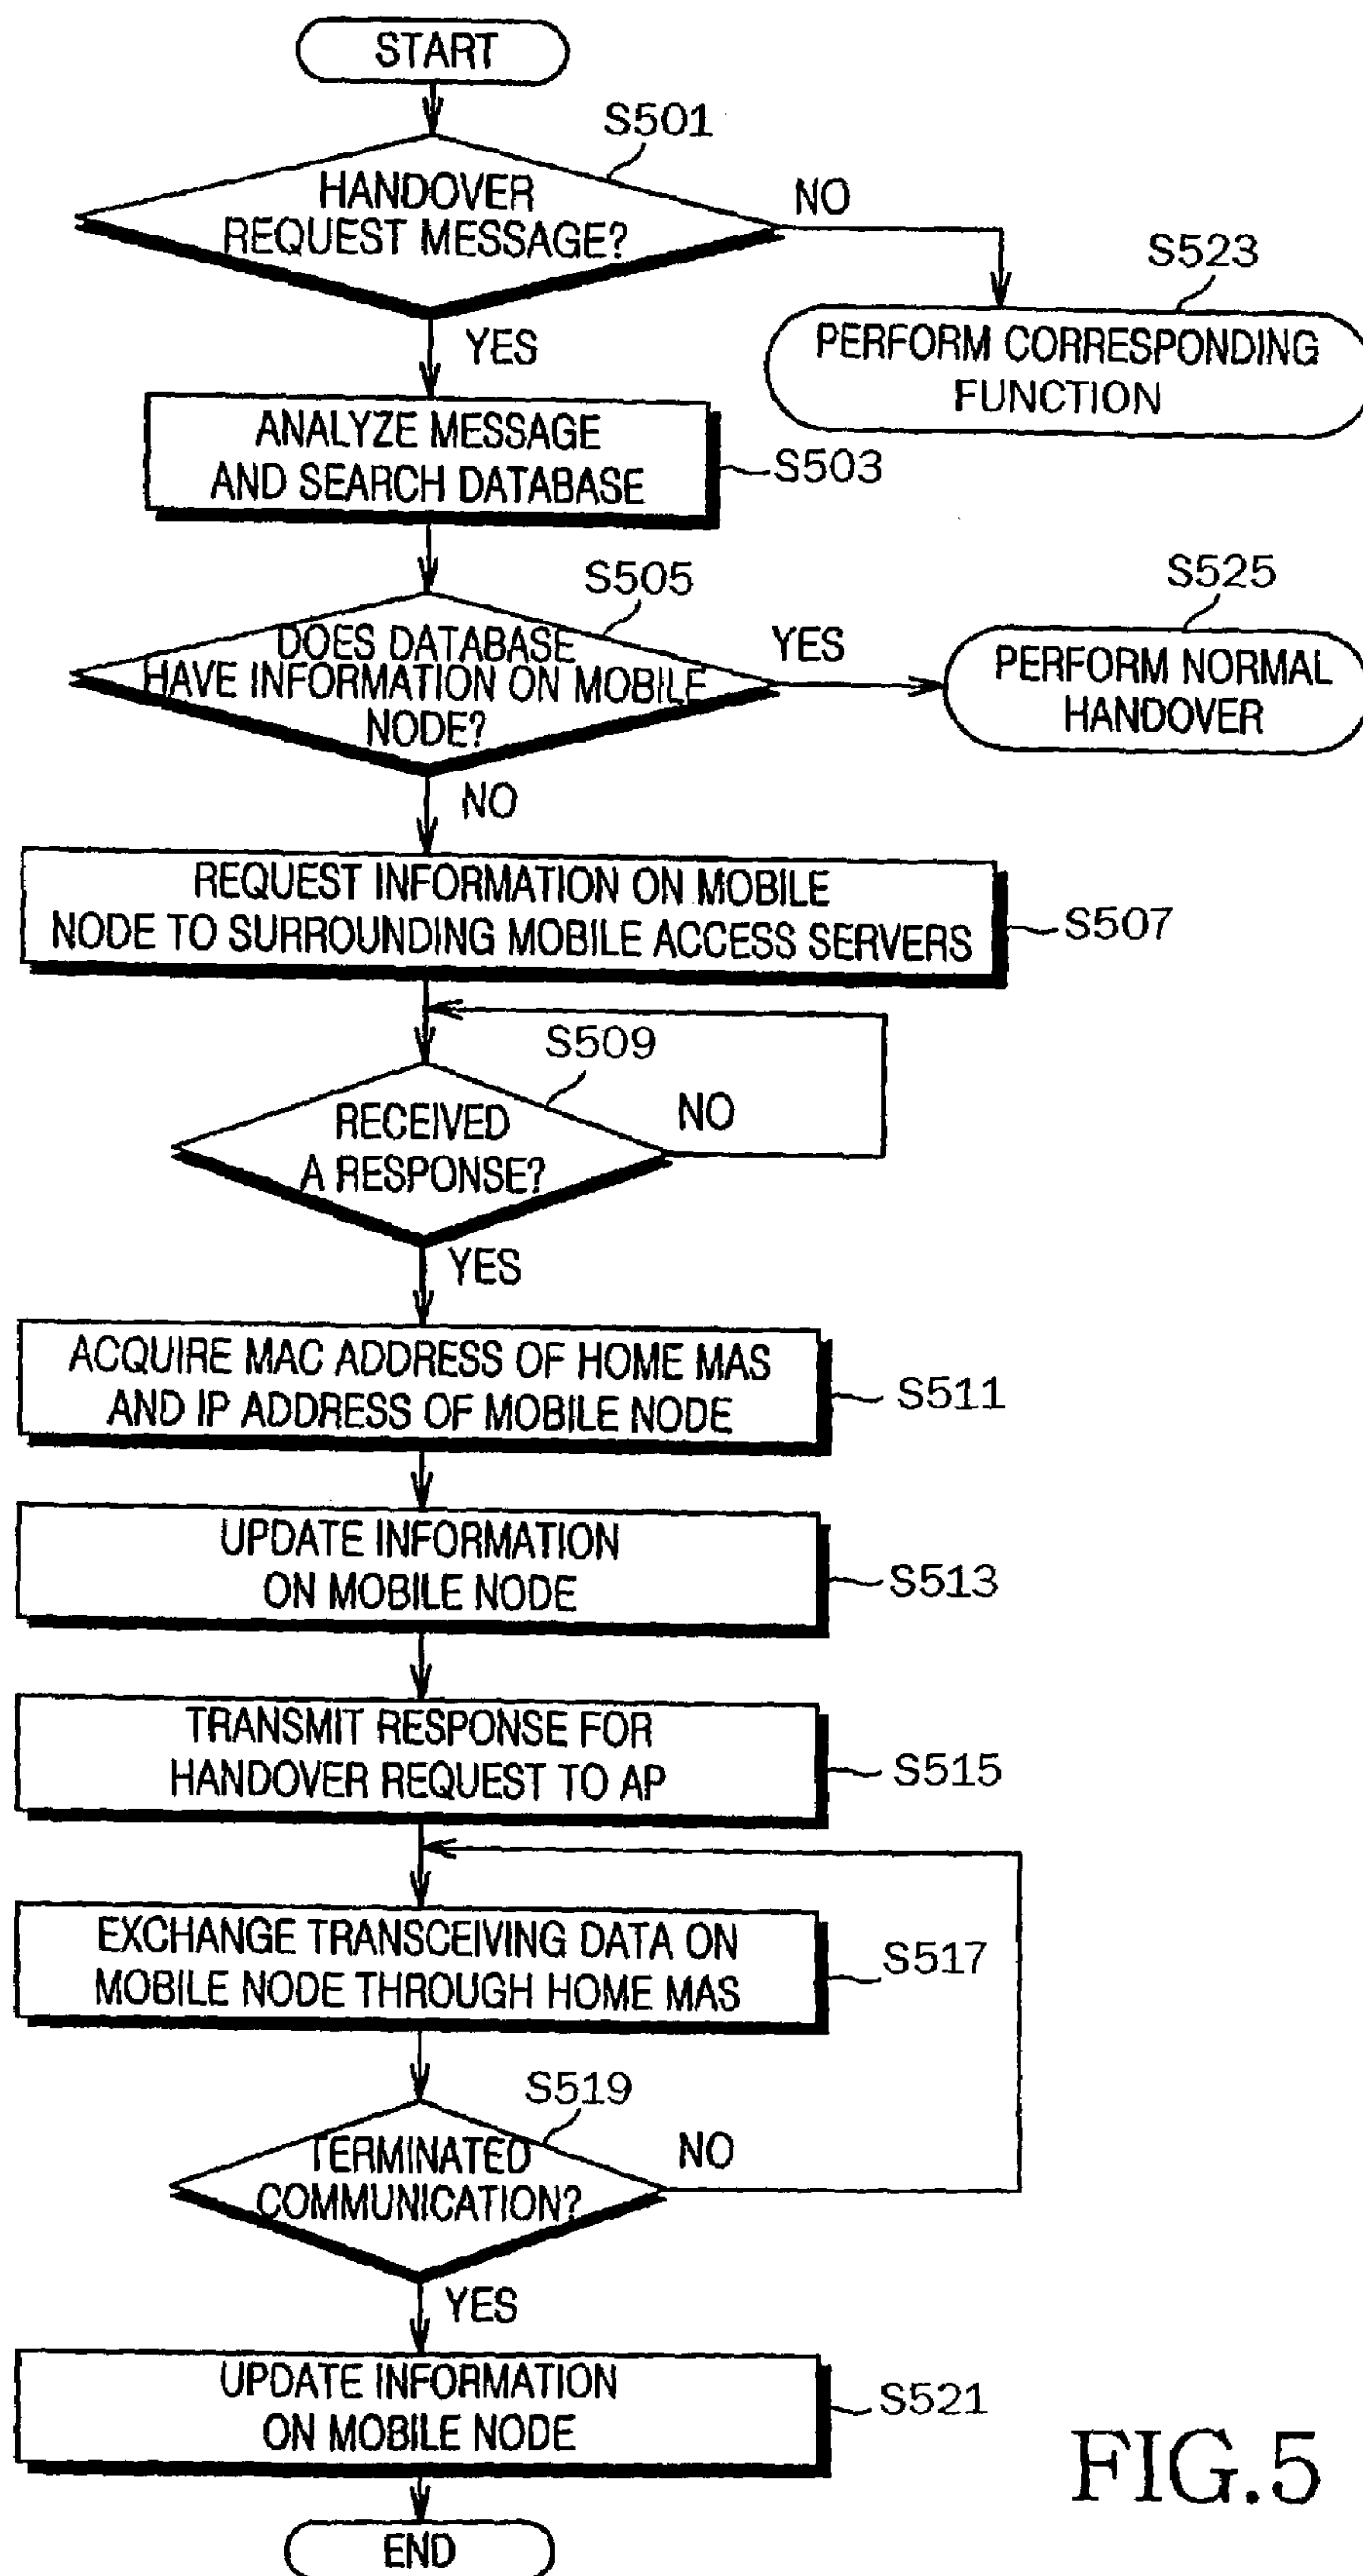 START
S501
HANDOVER
REQUEST MESSAGE?
NO
S523
PERFORM CORRESPONDING
FUNCTION
YES
ANALYZE MESSAGE
AND SEARCH DATABASE
S503
S505
DOES DATABASE
HAVE INFORMATION ON MOBILE
NODE?
YES
S525
PERFORM NORMAL
HANDOVER
NO
REQUEST INFORMATION ON MOBILE
NODE TO SURROUNDING MOBILE ACCESS SERVERS
S507
S509
RECEIVED
A RESPONSE?
NO
YES
ACQUIRE MAC ADDRESS OF HOME MAS
AND IP ADDRESS OF MOBILE NODE
S511
UPDATE INFORMATION
ON MOBILE NODE
S513
TRANSMIT RESPONSE FOR
HANDOVER REQUEST TO AP
S515
EXCHANGE TRANSCEIVING DATA ON
MOBILE NODE THROUGH HOME MAS
S517
S519
TERMINATED
COMMUNICATION?
NO
YES
UPDATE INFORMATION
ON MOBILE NODE
S521
END
FIG.5